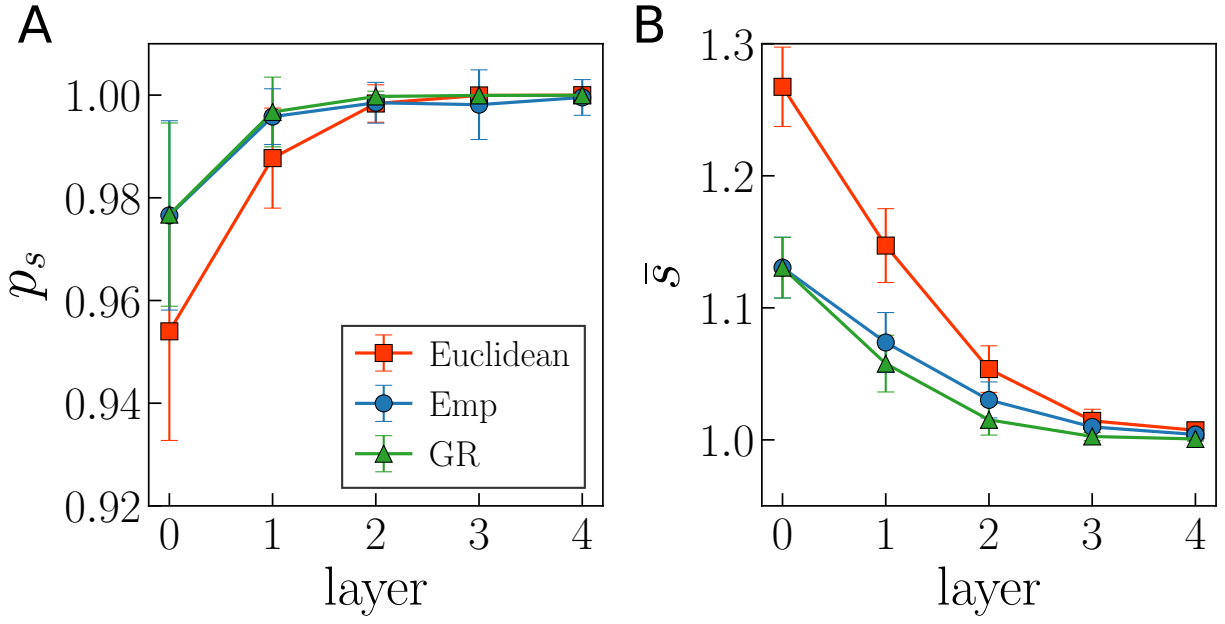 A
1.00
0.98
0.96
0.94
0.92
p_s
0 1 2 3 4
layer
Euclidean
Emp
GR
B
1.3
1.2
1.1
1.0
s̄
0 1 2 3 4
layer